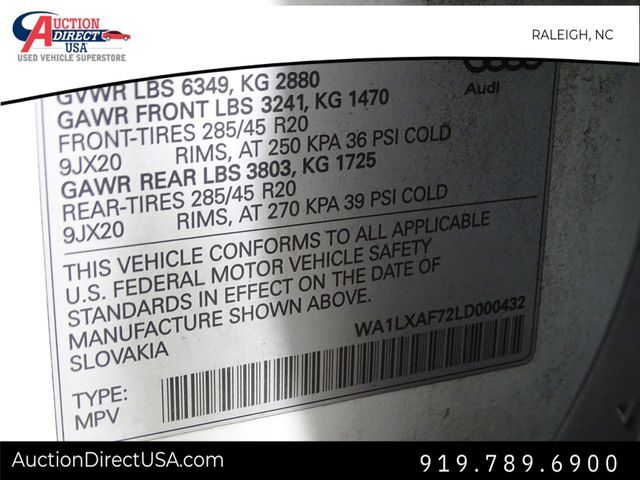 AUCTION
DIRECT
USA
USED VEHICLE SUPERSTORE
RALEIGH, NC
GVWR LBS 6349, KG 2880
GAWR FRONT LBS 3241, KG 1470
FRONT-TIRES 285/45 R20
9JX20 RIMS, AT 250 KPA 36 PSI COLD
GAWR REAR LBS 3803, KG 1725
REAR-TIRES 285/45 R20
9JX20 RIMS, AT 270 KPA 39 PSI COLD
Audi
THIS VEHICLE CONFORMS TO ALL APPLICABLE
U.S. FEDERAL MOTOR VEHICLE SAFETY
STANDARDS IN EFFECT ON THE DATE OF
MANUFACTURE SHOWN ABOVE.
SLOVAKIA
WA1LXAF72LD000432
TYPE:
MPV
AuctionDirectUSA.com
919.789.6900